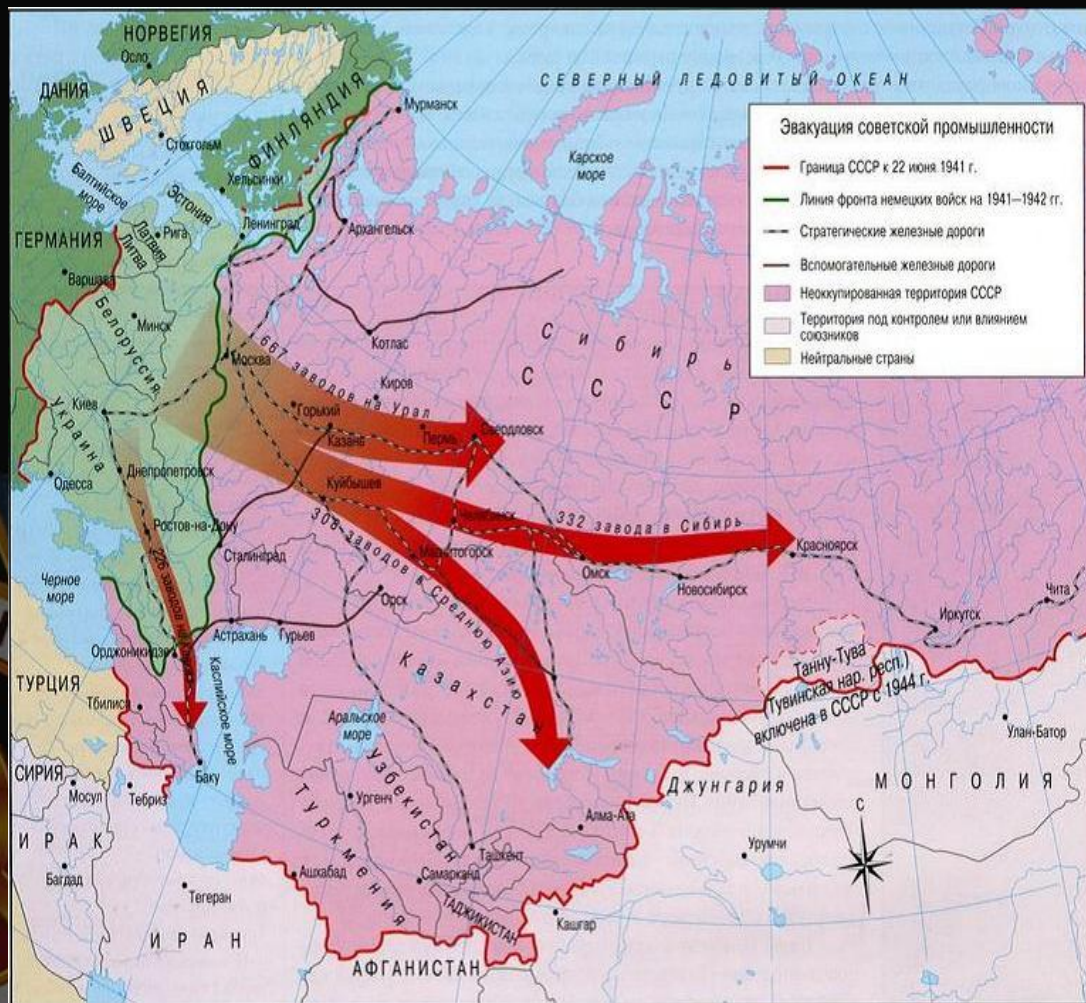 НОРВЕГИЯ
Осло
ДАНИЯ
ШВЕЦИЯ
Стокгольм
ФИНЛЯНДИЯ
Хельсинки
Мурманск
СЕВЕРНЫЙ ЛЕДОВИТЫЙ ОКЕАН
Карское
море
Эвакуация советской промышленности
Граница СССР к 22 июня 1941 г.
Линия фронта немецких войск на 1941—1942 гг.
Стратегические железные дороги
Вспомогательные железные дороги
Неоккупированная территория СССР
Территория под контролем или влиянием
союзников
Нейтральные страны
Балтийское
море
Эстония
Латвия
Литва
Рига
Ленинград
Архангельск
ГЕРМАНИЯ
Варшава
Белоруссия
Минск
Котлас
Сибирь
СССР
Москва
667 заводов на Урал
Киров
Горький
Казань
Пермь
Свердловск
Киев
Украина
Днепропетровск
Одесса
Куйбышев
Челябинск
332 завода в Сибирь
Красноярск
308 заводов в Среднюю Азию
Магнитогорск
Омск
Новосибирск
Иркутск
Чита
Ростов-на-Дону
Сталинград
226 заводов на
Орск
Черное
море
Астрахань
Гурьев
Орджоникидзе
Казахстан
Танну-Тува
(Тувинская нар. респ.)
включена в СССР с 1944 г.
Улан-Батор
ТУРЦИЯ
Тбилиси
Каспийское море
Аральское
море
Баку
СИРИЯ
Мосул
Тебриз
Узбекистан
Ургенч
Туркмения
Джунгария
МОНГОЛИЯ
С
ИРАК
Багдад
Алма-Ата
Ташкент
Урумчи
Ашхабад
Самарканд
Тегеран
ТАДЖИКИСТАН
Кашгар
ИРАН
АФГАНИСТАН